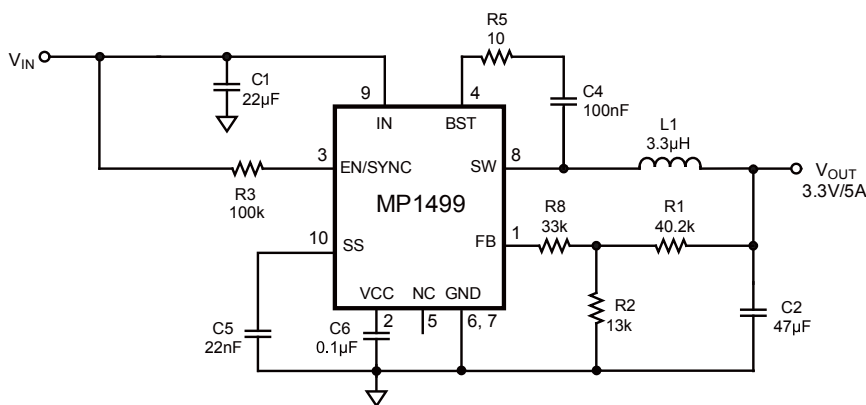 R5
10
V_IN
C1
22µF
9
4
C4
100nF
IN
BST
L1
3.3µH
3
EN/SYNC
SW
8
V_OUT
3.3V/5A
R3
100k
MP1499
R8
33k
R1
40.2k
10
SS
FB
1
VCC
NC
GND
R2
13k
C2
47µF
C5
22nF
C6
0.1µF
2
5
6, 7